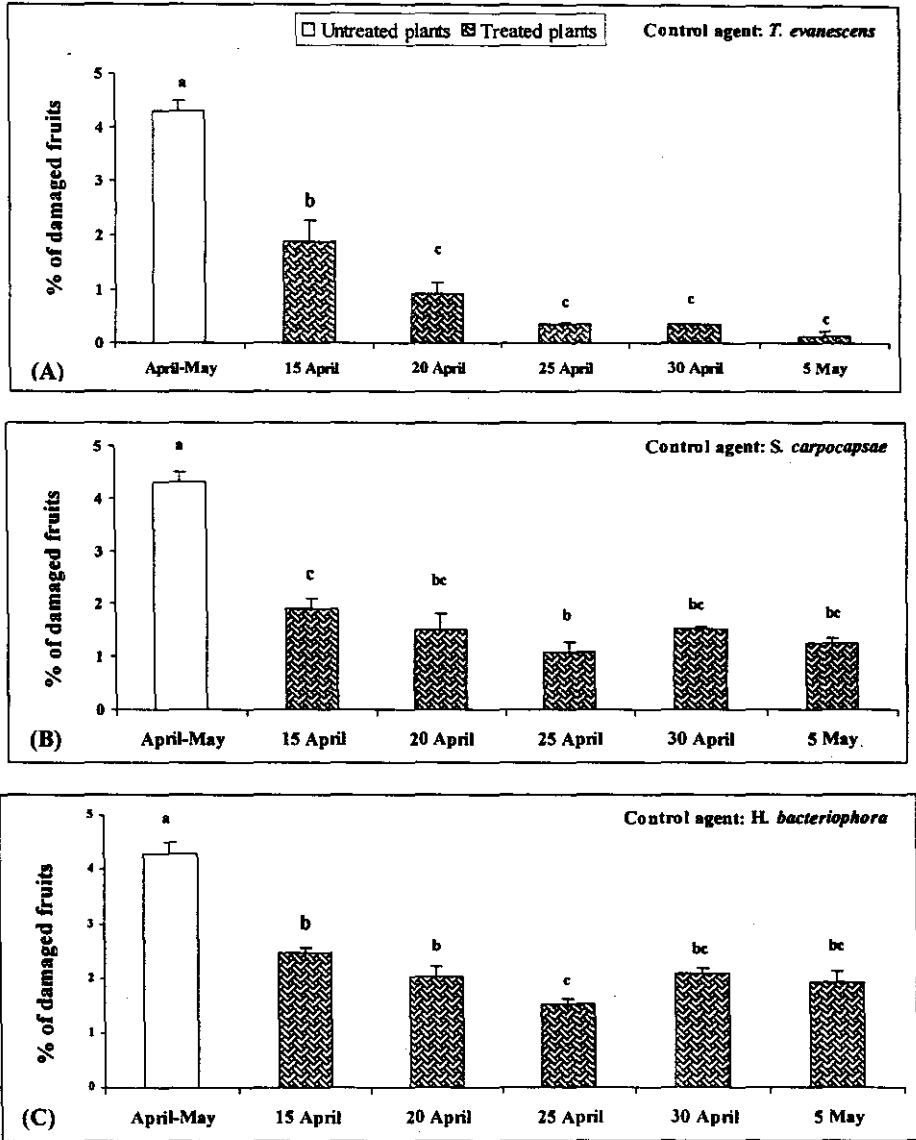 Untreated plants Treated plants Control agent: T. evanescens
% of damaged fruits
5
4
3
2
1
0
a
b
c
c
c
c
April-May 15 April 20 April 25 April 30 April 5 May
(A)
Control agent: S. carpocapsae
% of damaged fruits
5
4
3
2
1
0
a
c
bc
b
bc
bc
April-May 15 April 20 April 25 April 30 April 5 May
(B)
Control agent: H. bacteriophora
% of damaged fruits
5
4
3
2
1
0
a
b
b
c
bc
bc
April-May 15 April 20 April 25 April 30 April 5 May
(C)